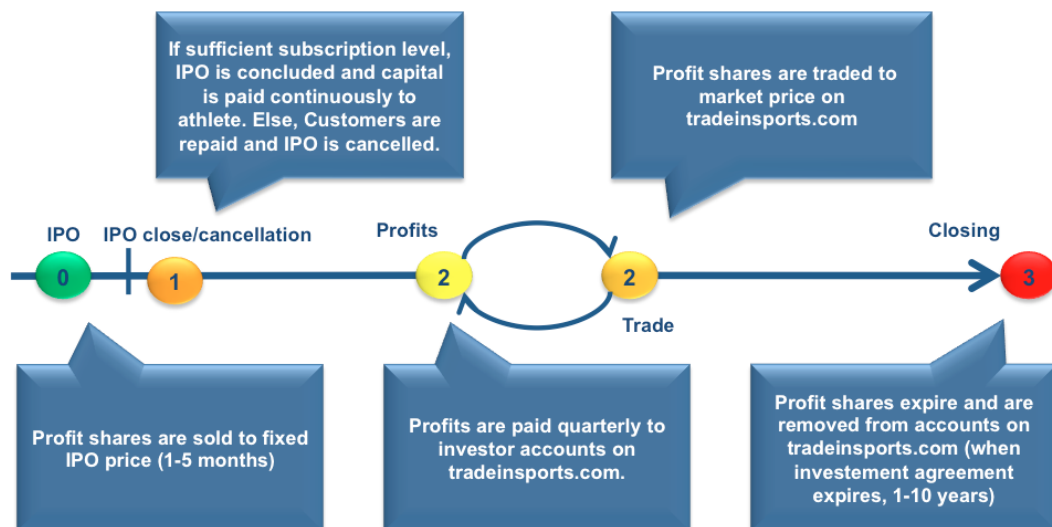 If sufficient subscription level,
IPO is concluded and capital
is paid continuously to
athlete. Else, Customers are
repaid and IPO is cancelled.
Profit shares are traded to
market price on
tradeinsports.com
IPO
IPO close/cancellation
Profits
Closing
0
1
2
2
3
Trade
Profit shares are sold to fixed
IPO price (1-5 months)
Profits are paid quarterly to
investor accounts on
tradeinsports.com.
Profit shares expire and are
removed from accounts on
tradeinsports.com (when
investement agreement
expires, 1-10 years)